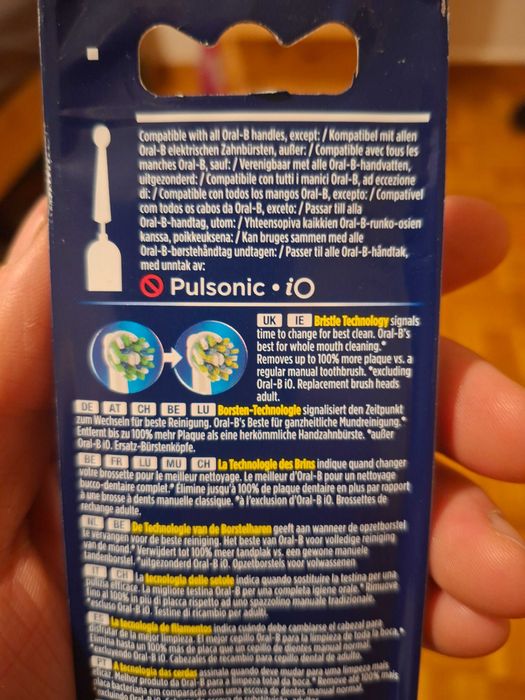 Compatible with all Oral-B handles, except: / Kompatibel mit allen
Oral-B elektrischen Zahnbürsten, außer: / Compatible avec tous les
manches Oral-B, sauf: / Verenigbaar met alle Oral-B-handvatten,
uitgezonderd: / Compatibile con tutti i manici Oral-B, ad eccezione
di: / Compatible con todos los mangos Oral-B, excepto: / Compatível
com todos os cabos da Oral-B, exceto: / Passar till alla
Oral-B-handtag, utom: / Yhteensopiva kaikkien Oral-B-runko-osien
kanssa, poikkeuksena: / Kan bruges sammen med alle
Oral-B-børstehåndtag undtagen: / Passer til alle Oral-B-håndtak,
med unntak av:
Pulsonic • iO
UK IE Bristle Technology signals
time to change for best clean. Oral-B's
best for whole mouth cleaning.*
Removes up to 100% more plaque vs. a
regular manual toothbrush. *excluding
Oral-B iO. Replacement brush heads
adult.
DE AT CH BE LU Borsten-Technologie signalisiert den Zeitpunkt
zum Wechseln für beste Reinigung. Oral-B's Beste für ganzheitliche Mundreinigung.*
Entfernt bis zu 100% mehr Plaque als eine herkömmliche Handzahnbürste. *außer
Oral-B iO. Ersatz-Bürstenköpfe.
BE FR LU MU CH La Technologie des Brins indique quand changer
votre brossette pour le meilleur nettoyage. Le meilleur d'Oral-B pour un nettoyage
bucco-dentaire complet.* Élimine jusqu'à 100% de plaque dentaire en plus par rapport
à une brosse à dents manuelle classique. *à l'exclusion d'Oral-B iO. Brossettes de
rechange adulte.
NL BE De Technologie van de Borstelharen geeft aan wanneer de opzetborstel
te vervangen voor de beste reiniging. Het beste van Oral-B voor volledige reiniging
van de mond.* Verwijdert tot 100% meer tandplak vs. een gewone manuele
tandenborstel. *uitgezonderd Oral-B iO. Opzetborstels voor volwassenen
IT CH La tecnologia delle setole indica quando sostituire la testina per una
pulizia efficace. La migliore testina Oral-B per una completa igiene orale.* Rimuove
fino al 100% in più di placca rispetto ad uno spazzolino manuale tradizionale.
*escluso Oral-B iO. Testine di ricambio per adulti.
ES La tecnología de filamentos indica cuándo debe cambiarse el cabezal para
disfrutar de la mejor limpieza. El mejor cepillo Oral-B para la limpieza de toda la boca.*
Elimina hasta un 100% más de placa que un cepillo dental manual normal.
*excluyendo Oral-B iO. Cabezales de recambio para cepillo dental de adulto.
PT A tecnologia das cerdas assinala quando deve mudar para uma limpeza mais
eficaz. Melhor produto da Oral-B para a limpeza total da boca.* Remove até 100% mais
placa bacteriana em comparação com uma escova de dentes manual normal.